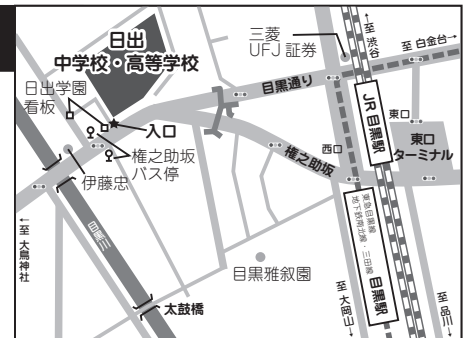 日出
中学校・高等学校
三菱
UFJ 証券
至 渋谷
至 白金台
日出学園
看板
目黒通り
JR 目黒駅
入口
東口
西口
東口
ターミナル
権之助坂
バス停
権之助坂
伊藤忠
至 大鳥神社
目黒川
東急目黒線
地下鉄南北線・三田線
目黒駅
目黒雅叙園
太鼓橋
至 大岡山
至 品川